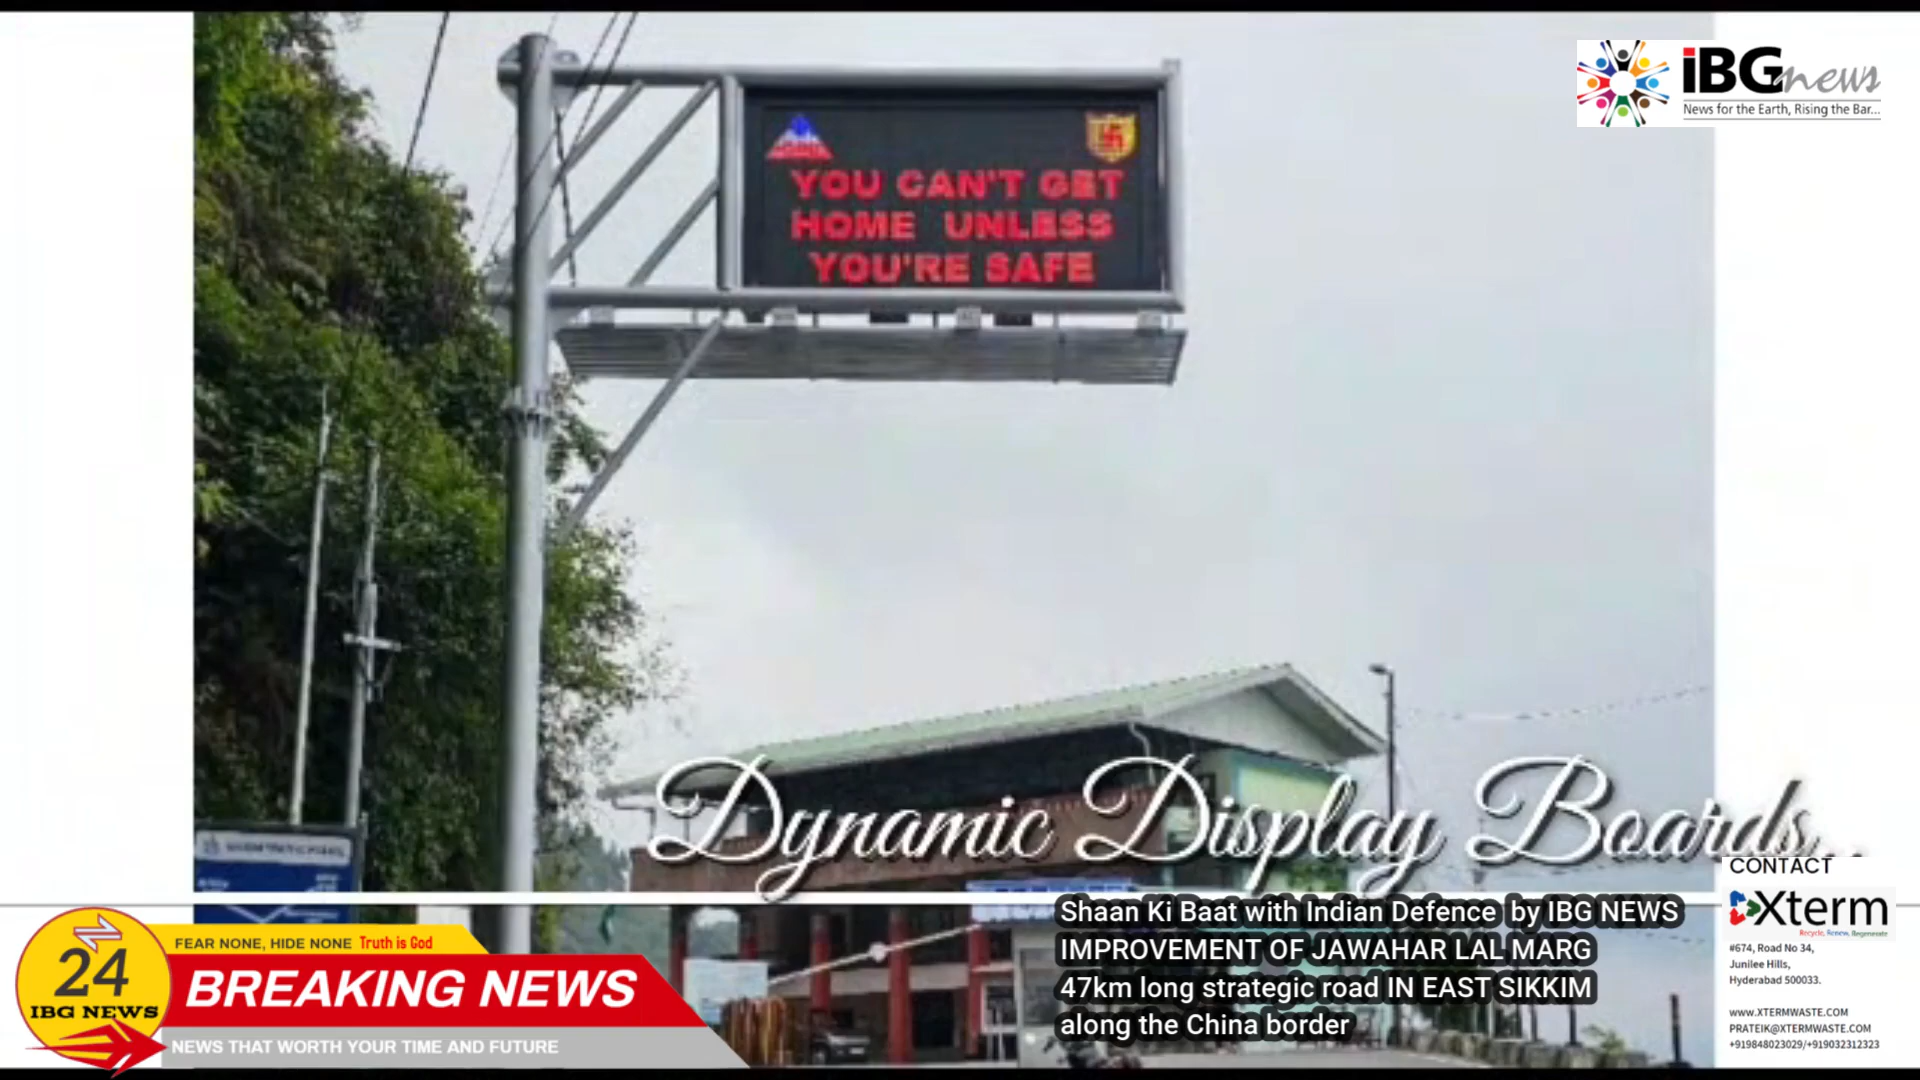 iBGnews
News for the Earth, Rising the Bar...
YOU CAN'T GET
HOME UNLESS
YOU'RE SAFE
Dynamic Display Boards...
Shaan Ki Baat with Indian Defence by IBG NEWS
IMPROVEMENT OF JAWAHAR LAL MARG
47km long strategic road IN EAST SIKKIM
along the China border
24
IBG NEWS
FEAR NONE, HIDE NONE Truth is God
BREAKING NEWS
NEWS THAT WORTH YOUR TIME AND FUTURE
CONTACT
Xterm
Recycle, Renew, Regenerate
#674, Road No 34,
Junilee Hills,
Hyderabad 500033.
www.XTERMWASTE.COM
PRATEIK@XTERMWASTE.COM
+919848023029/+919032312323